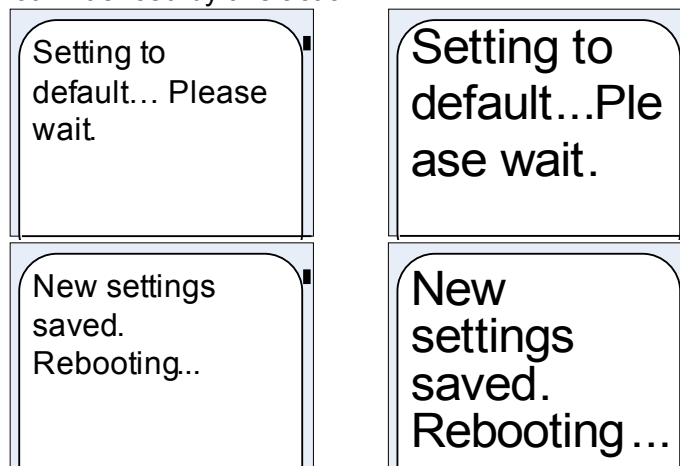 Setting to
default… Please
wait.
Setting to
default...Ple
ase wait.
New settings
saved.
Rebooting...
New
settings
saved.
Rebooting...